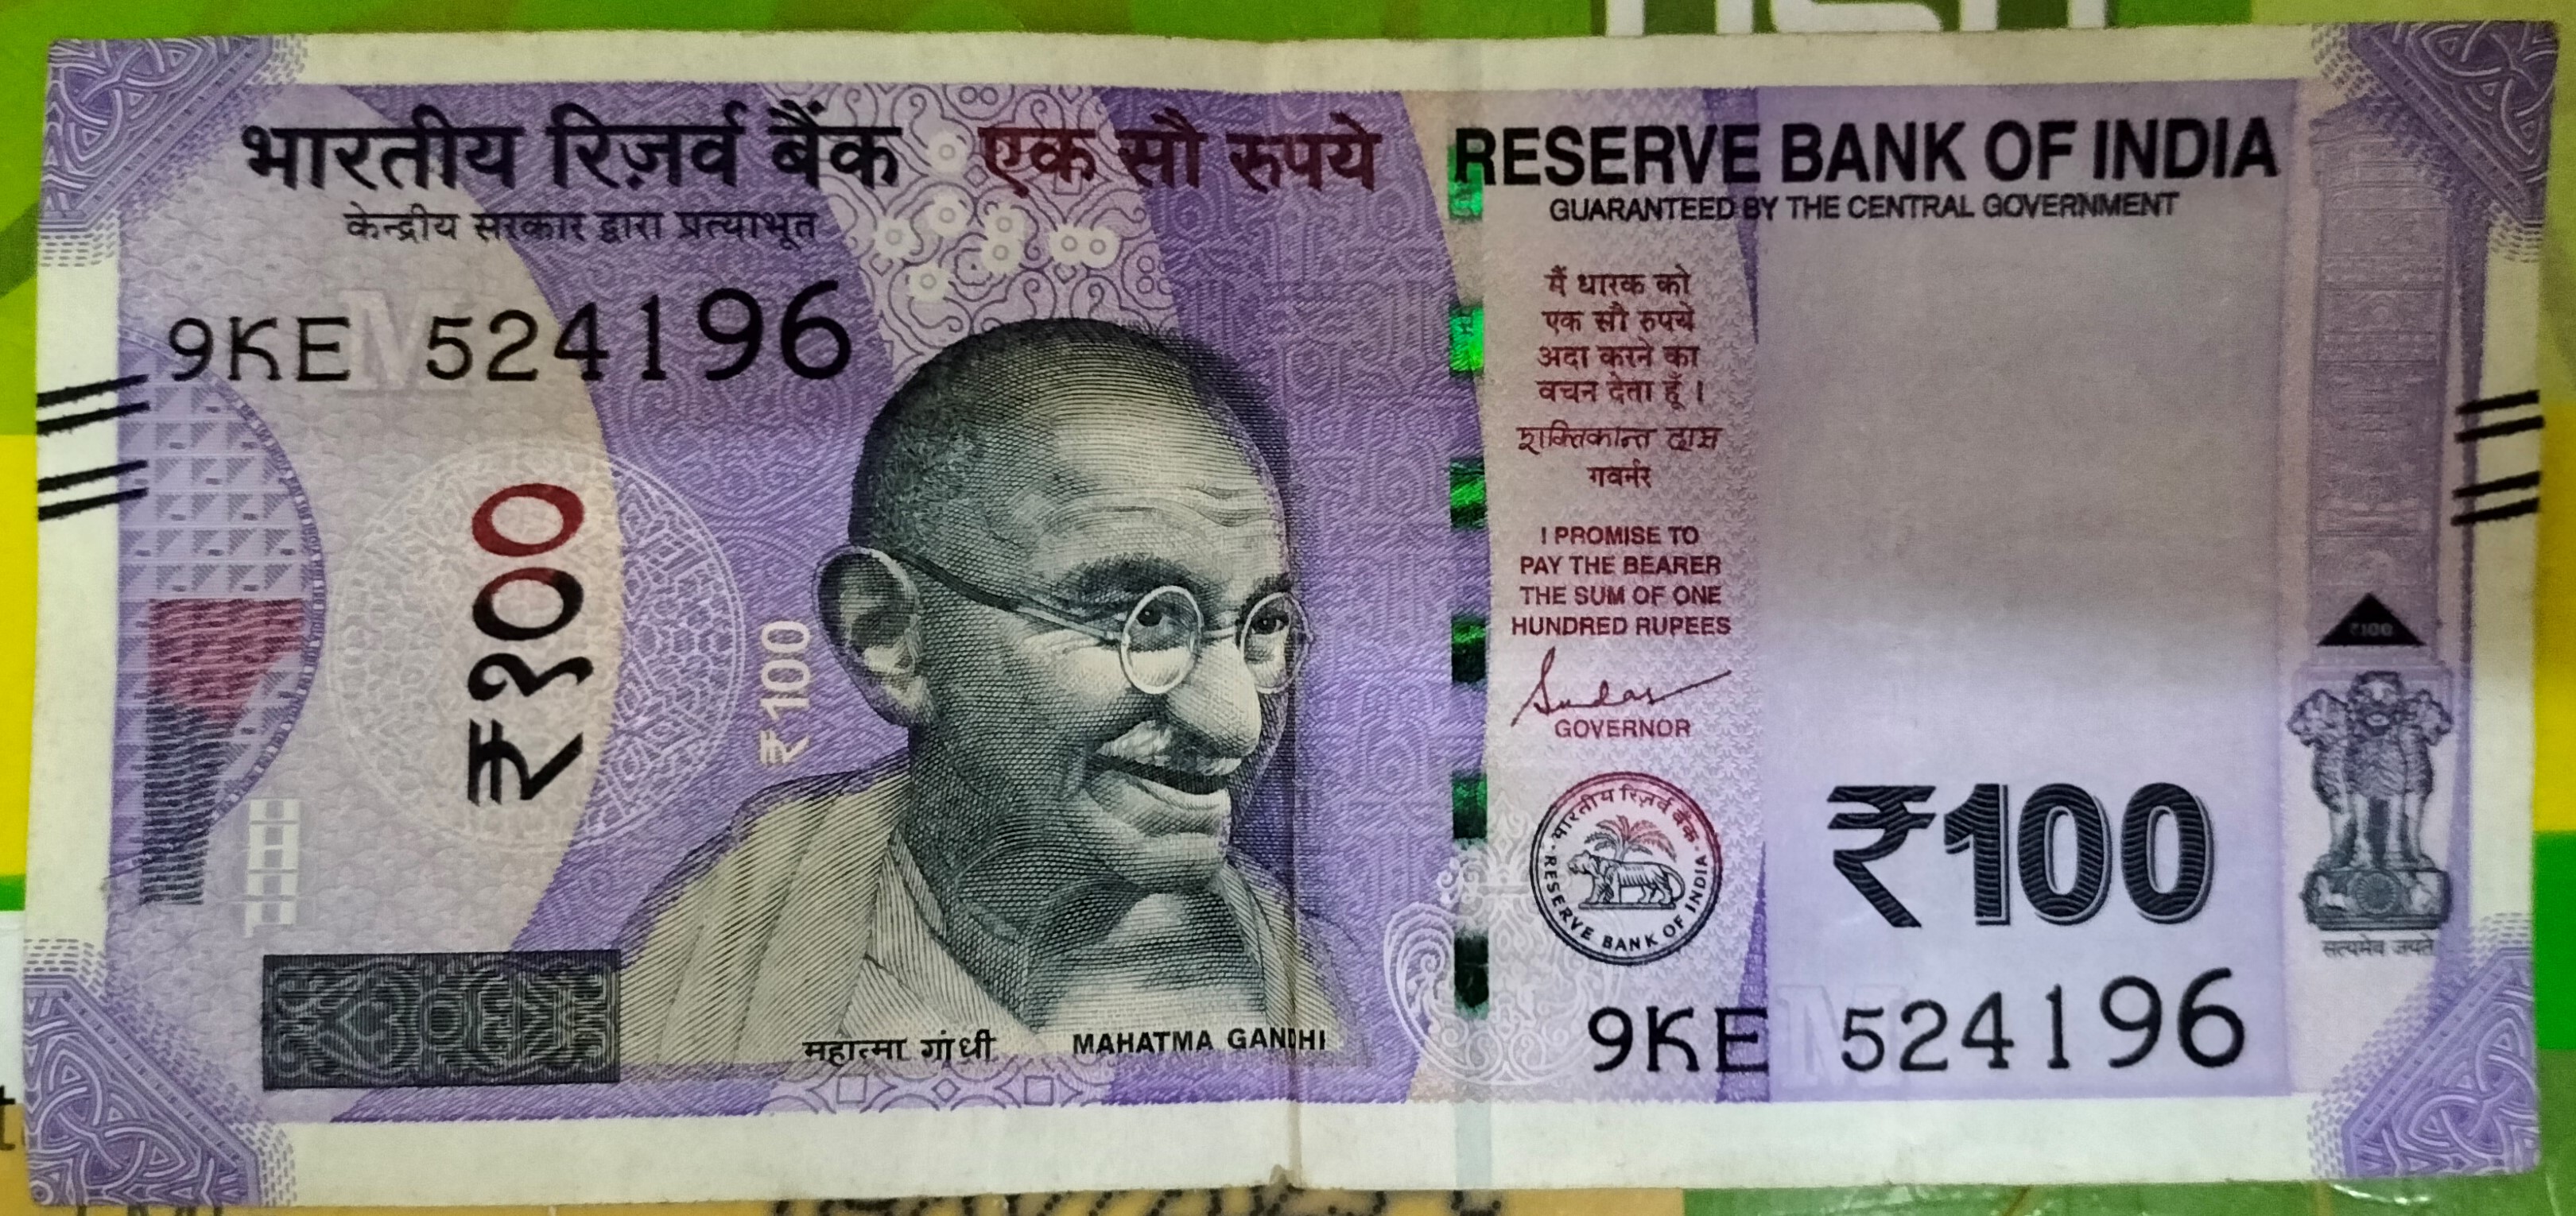 भारतीय रिज़र्व बैंक एक सौ रुपये RESERVE BANK OF INDIA
केन्द्रीय सरकार द्वारा प्रत्याभूत
GUARANTEED BY THE CENTRAL GOVERNMENT
9KE 524196
₹१००
₹100
मैं धारक को
एक सौ रुपये
अदा करने का
वचन देता हूँ ।
शक्तिकान्त दास
गवर्नर
I PROMISE TO
PAY THE BEARER
THE SUM OF ONE
HUNDRED RUPEES
Sudas
GOVERNOR
भारतीय रिज़र्व बैंक
RESERVE BANK OF INDIA
₹100
₹100
सत्यमेव जयते
महात्मा गांधी MAHATMA GANDHI
9KE 524196
M
M